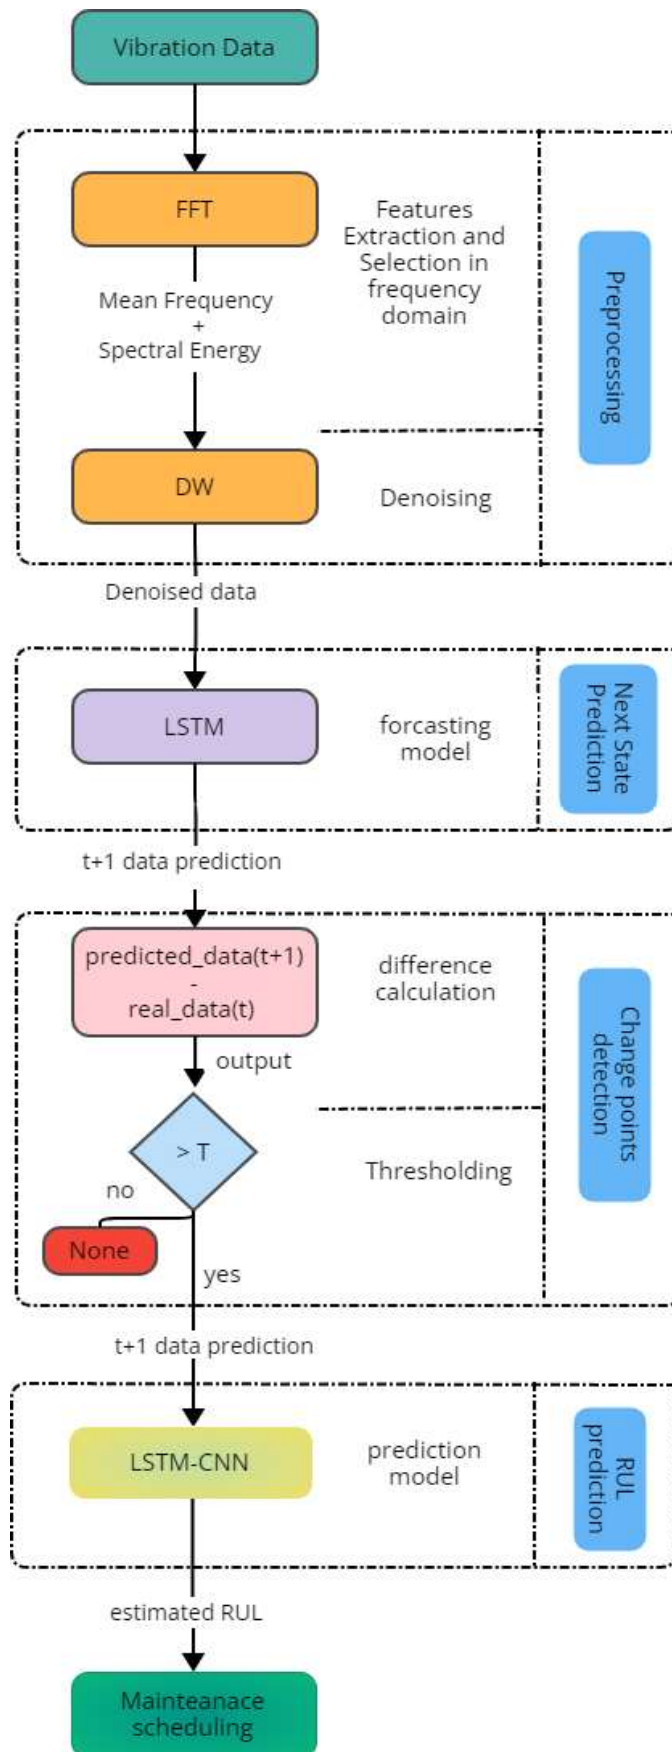 Vibration Data
FFT
Features
Extraction and
Selection in
frequency
domain
Preprocessing
Mean Frequency
+
Spectral Energy
DW
Denoising
Denoised data
LSTM
forcasting
model
Next State
Prediction
t+1 data prediction
predicted_data(t+1)
-
real_data(t)
difference
calculation
Change points
detection
output
> T
Thresholding
no
None
yes
t+1 data prediction
LSTM-CNN
prediction
model
RUL
prediction
estimated RUL
Mainteanace
scheduling